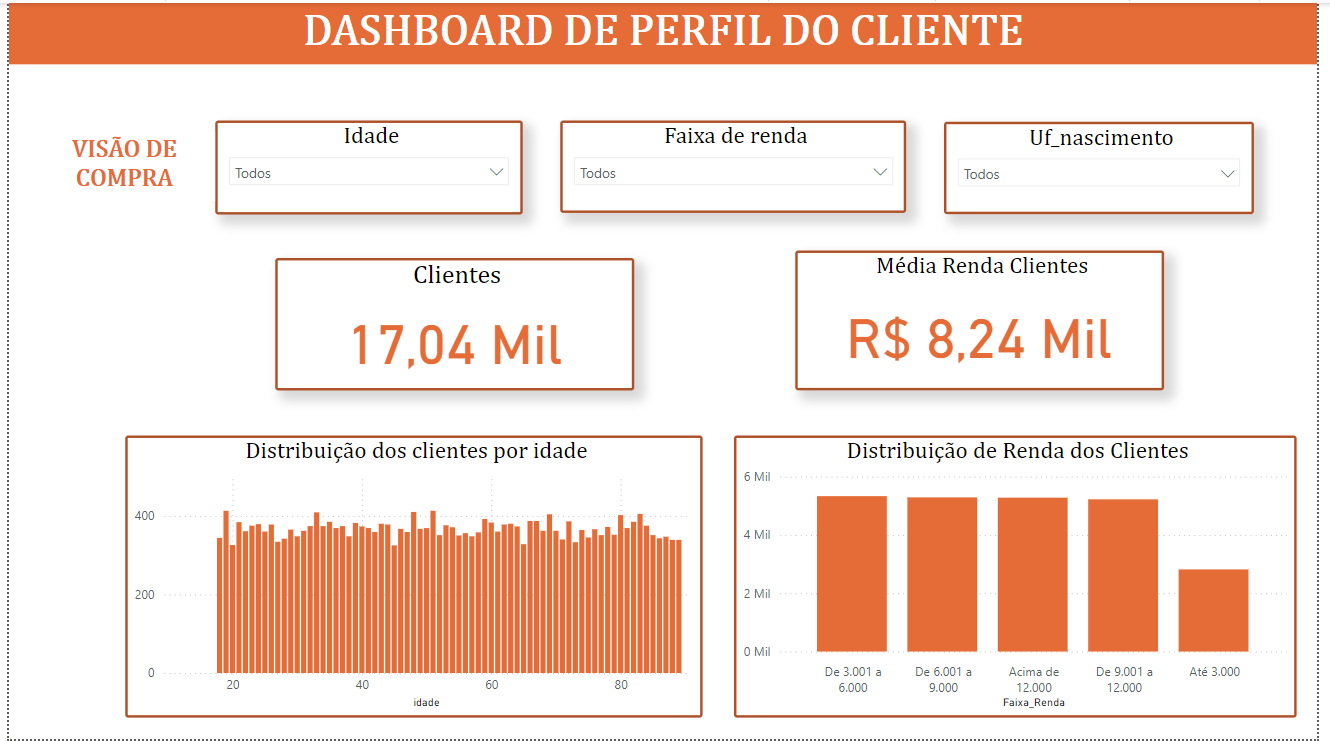 DASHBOARD DE PERFIL DO CLIENTE
VISÃO DE
COMPRA
Idade
Todos
Faixa de renda
Todos
Uf_nascimento
Todos
Clientes
17,04 Mil
Média Renda Clientes
R$ 8,24 Mil
Distribuição dos clientes por idade
400
200
0
20 40 60 80
idade
Distribuição de Renda dos Clientes
6 Mil
4 Mil
2 Mil
0 Mil
De 3.001 a
6.000
De 6.001 a
9.000
Acima de
12.000
De 9.001 a
12.000
Até 3.000
Faixa_Renda